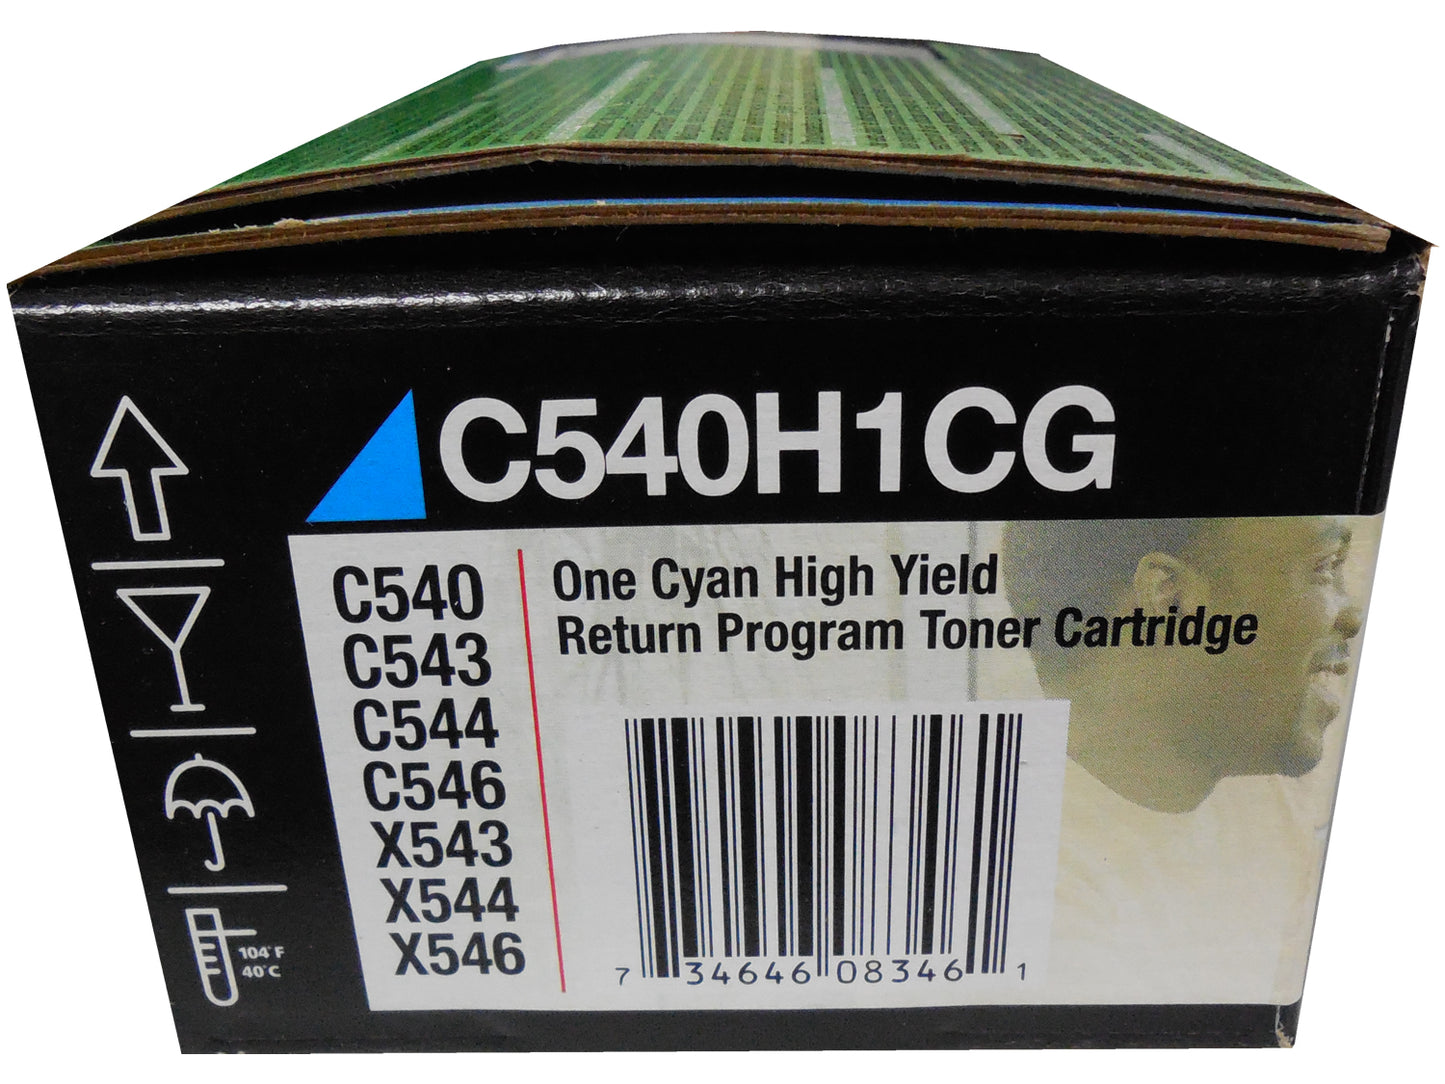 C540H1CG
C540
C543
C544
C546
X543
X544
X546
One Cyan High Yield
Return Program Toner Cartridge
7 34646 08346 1
104°F
40°C